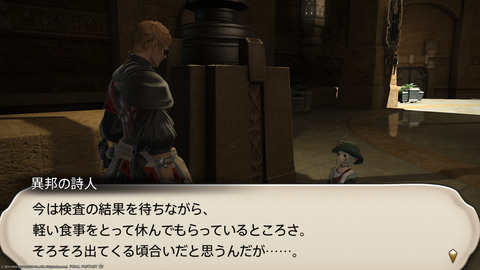 異邦の詩人
今は検査の結果を待ちながら、
軽い食事をとって休んでもらっているところさ。
そろそろ出てくる頃合いだと思うんだが……。